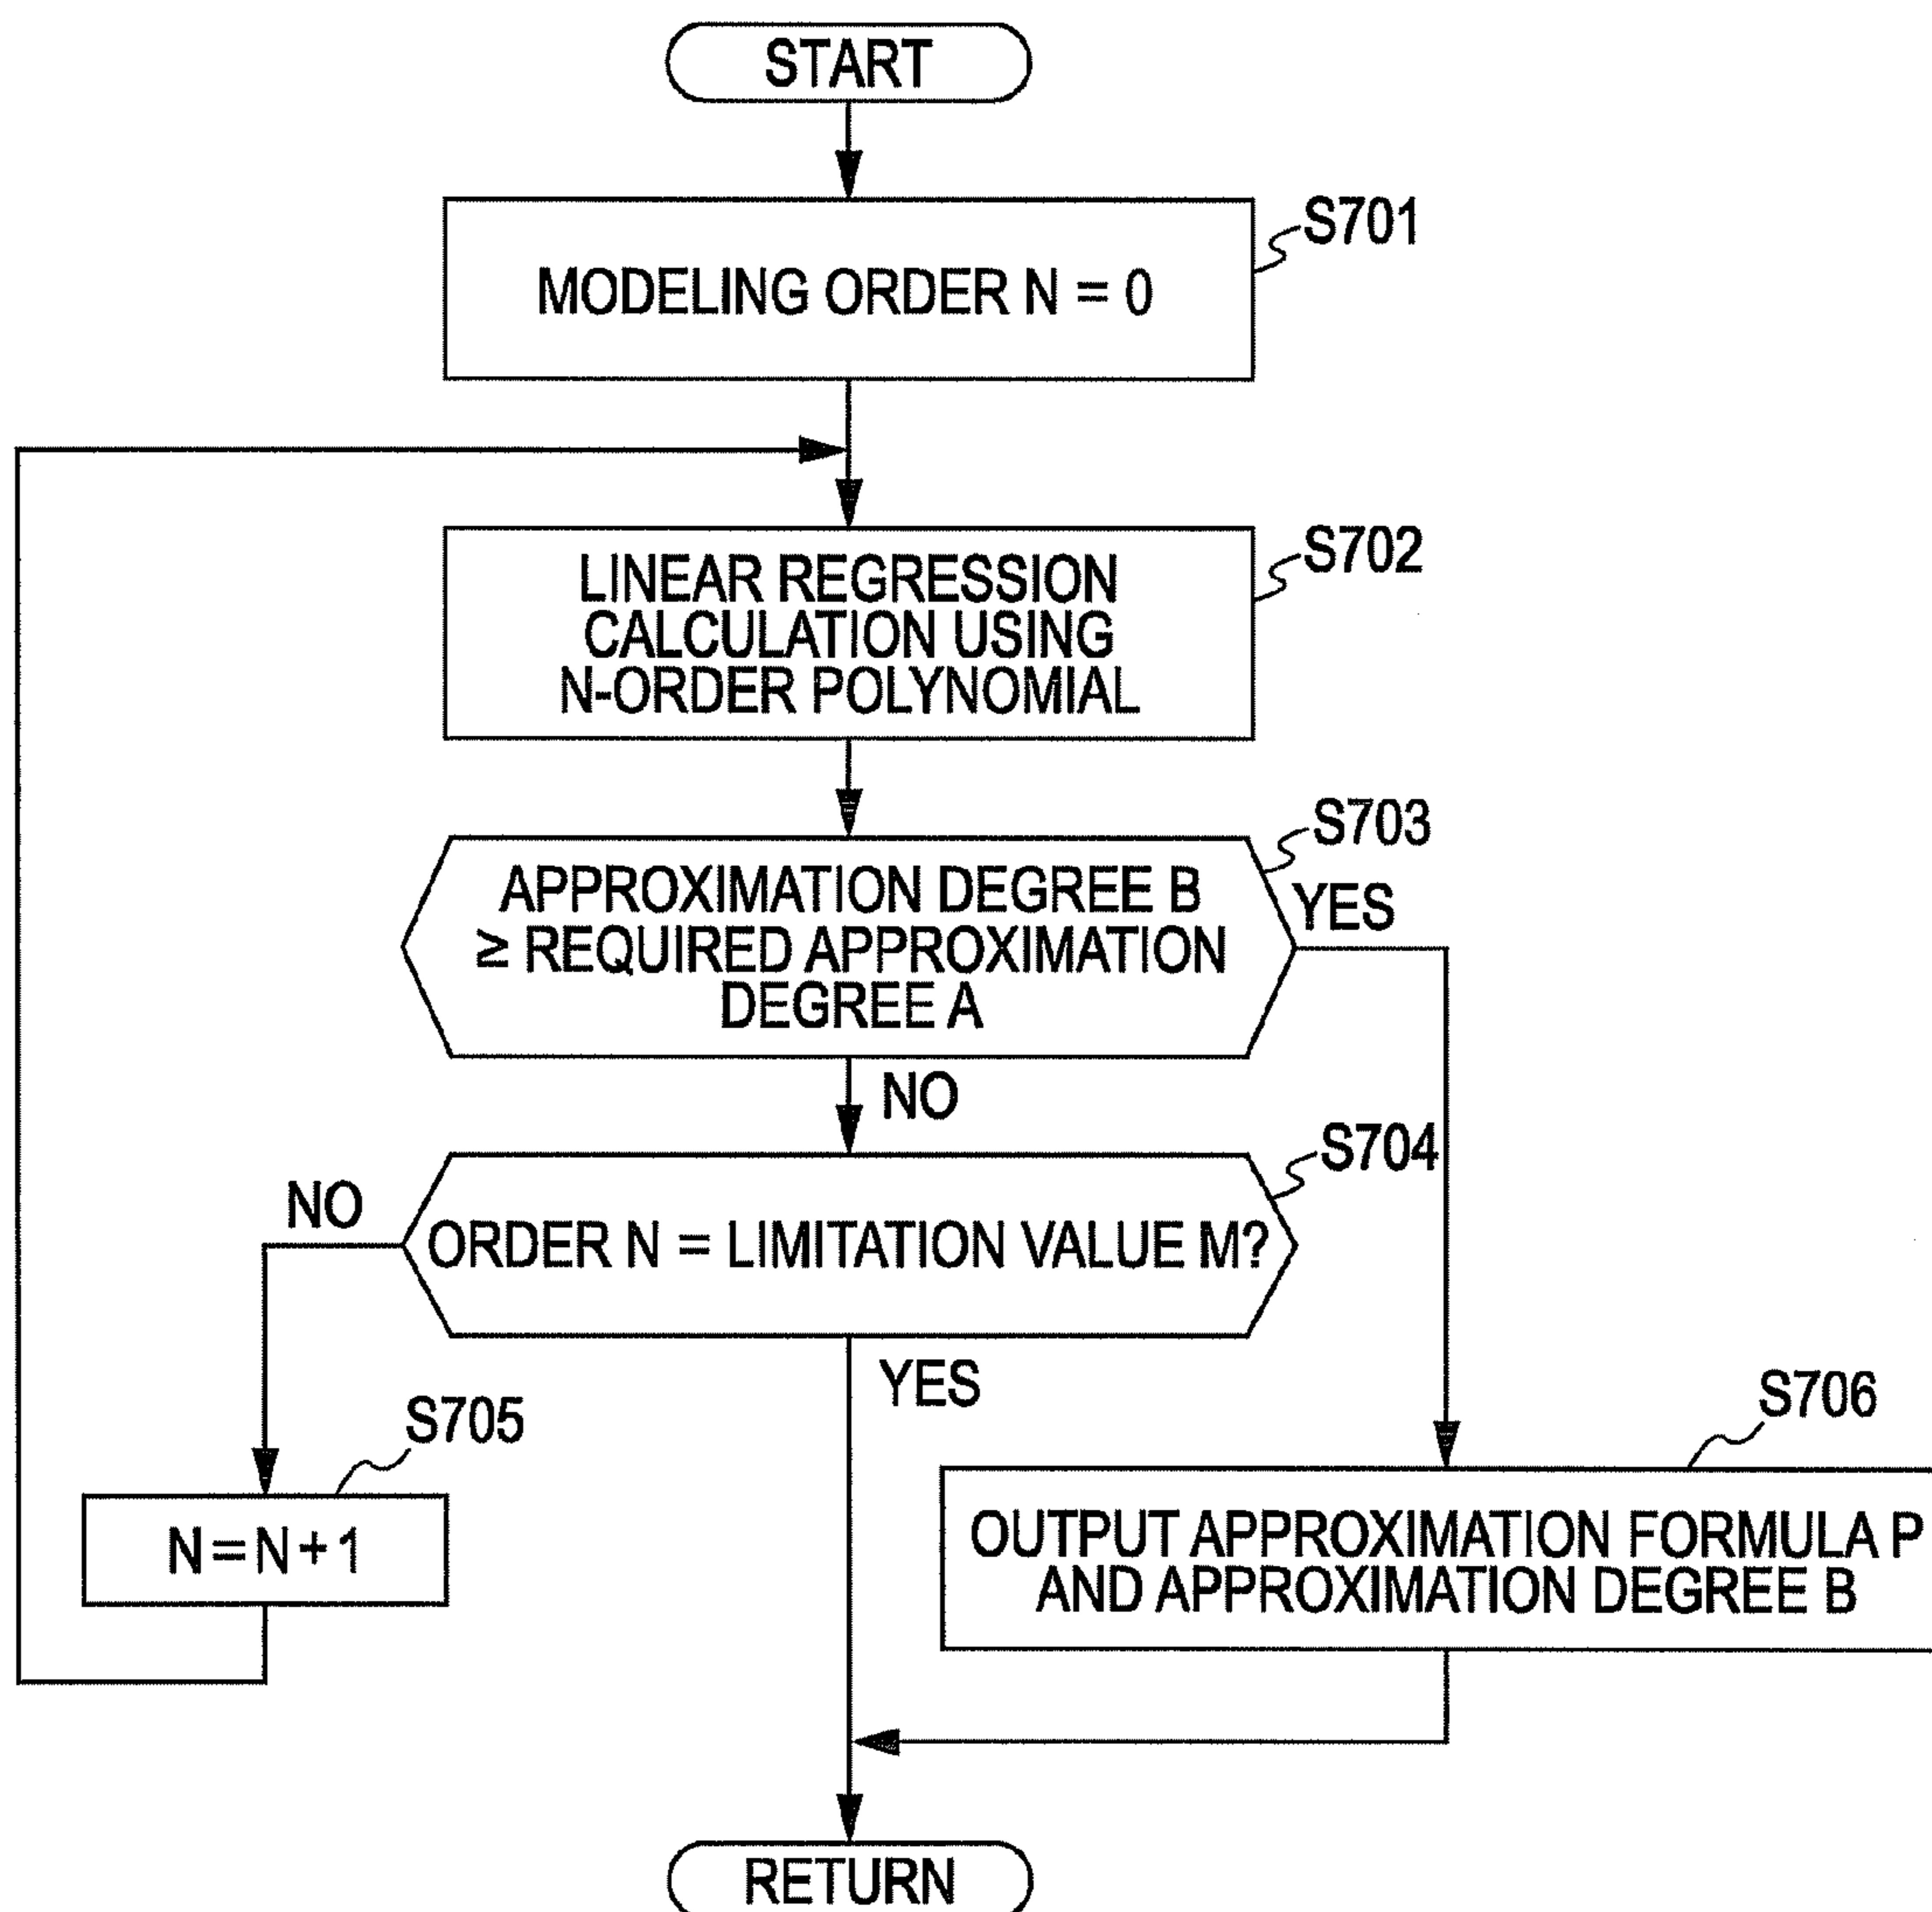 START
S701
MODELING ORDER N = 0
S702
LINEAR REGRESSION
CALCULATION USING
N-ORDER POLYNOMIAL
S703
APPROXIMATION DEGREE B
≥ REQUIRED APPROXIMATION
DEGREE A
YES
NO
S704
ORDER N = LIMITATION VALUE M?
NO
YES
S705
N = N + 1
S706
OUTPUT APPROXIMATION FORMULA P
AND APPROXIMATION DEGREE B
RETURN